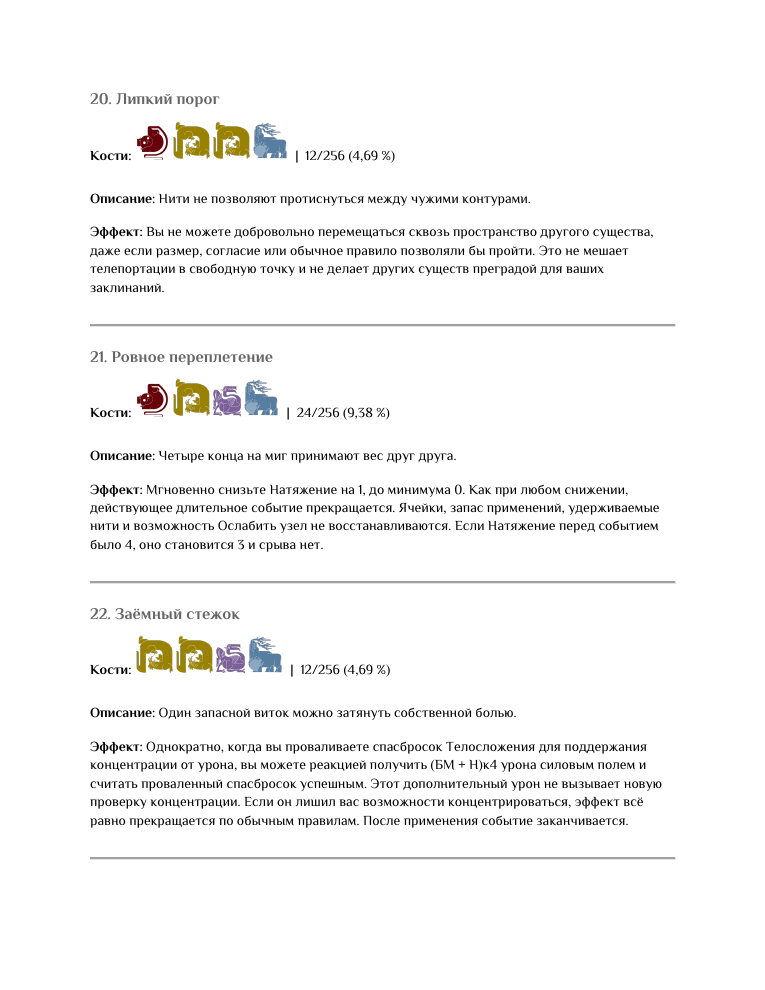 20. Липкий порог
Кости: | 12/256 (4,69 %)
Описание: Нити не позволяют протиснуться между чужими контурами.
Эффект: Вы не можете добровольно перемещаться сквозь пространство другого существа,
даже если размер, согласие или обычное правило позволяли бы пройти. Это не мешает
телепортации в свободную точку и не делает других существ преградой для ваших
заклинаний.
21. Ровное переплетение
Кости: | 24/256 (9,38 %)
Описание: Четыре конца на миг принимают вес друг друга.
Эффект: Мгновенно снизьте Натяжение на 1, до минимума 0. Как при любом снижении,
действующее длительное событие прекращается. Ячейки, запас применений, удерживаемые
нити и возможность Ослабить узел не восстанавливаются. Если Натяжение перед событием
было 4, оно становится 3 и срыва нет.
22. Заёмный стежок
Кости: | 12/256 (4,69 %)
Описание: Один запасной виток можно затянуть собственной болью.
Эффект: Однократно, когда вы проваливаете спасбросок Телосложения для поддержания
концентрации от урона, вы можете реакцией получить (БМ + Н)к4 урона силовым полем и
считать проваленный спасбросок успешным. Этот дополнительный урон не вызывает новую
проверку концентрации. Если он лишил вас возможности концентрироваться, эффект всё
равно прекращается по обычным правилам. После применения событие заканчивается.